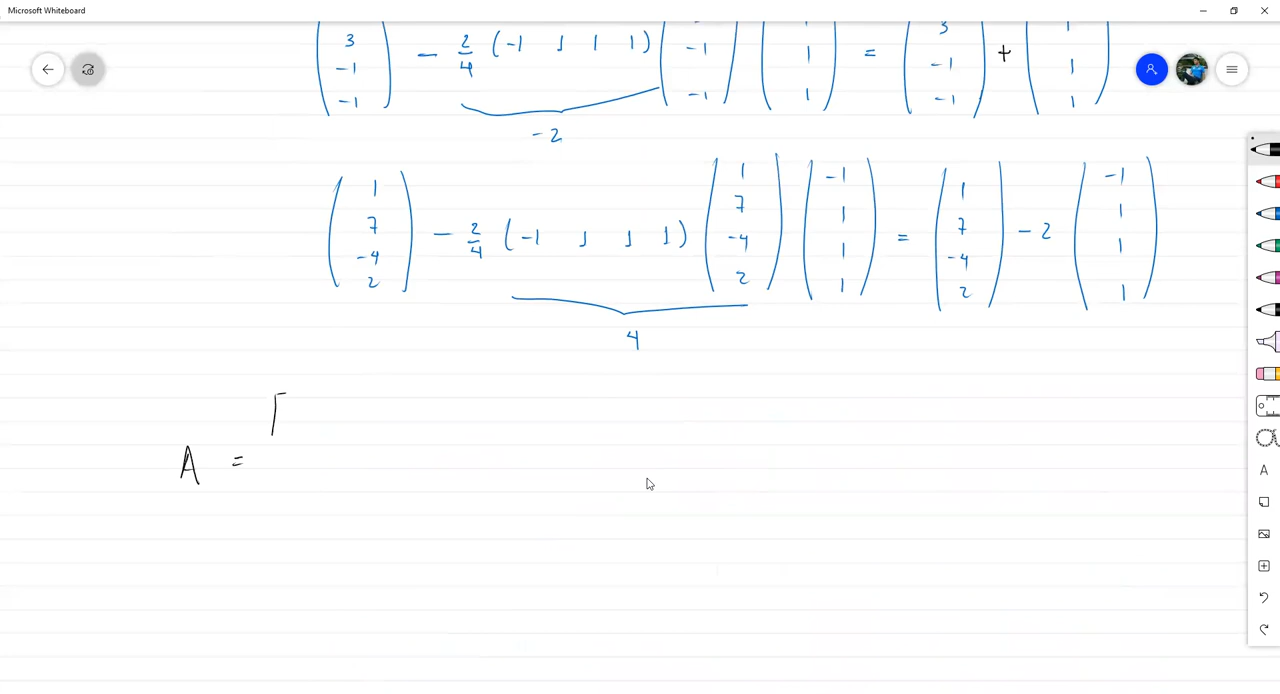 Microsoft Whiteboard
3 -1 -1 - 2/4 (-1 1 1 1) -1 -1 1 1 = 3 -1 -1 + 1 1
-2
(1 7 -4 2) - 2/4 (-1 1 1 1) (1 7 -4 2) (-1 1 1 1) = (1 7 -4 2) - 2 (-1 1 1 1)
4
A = [
A